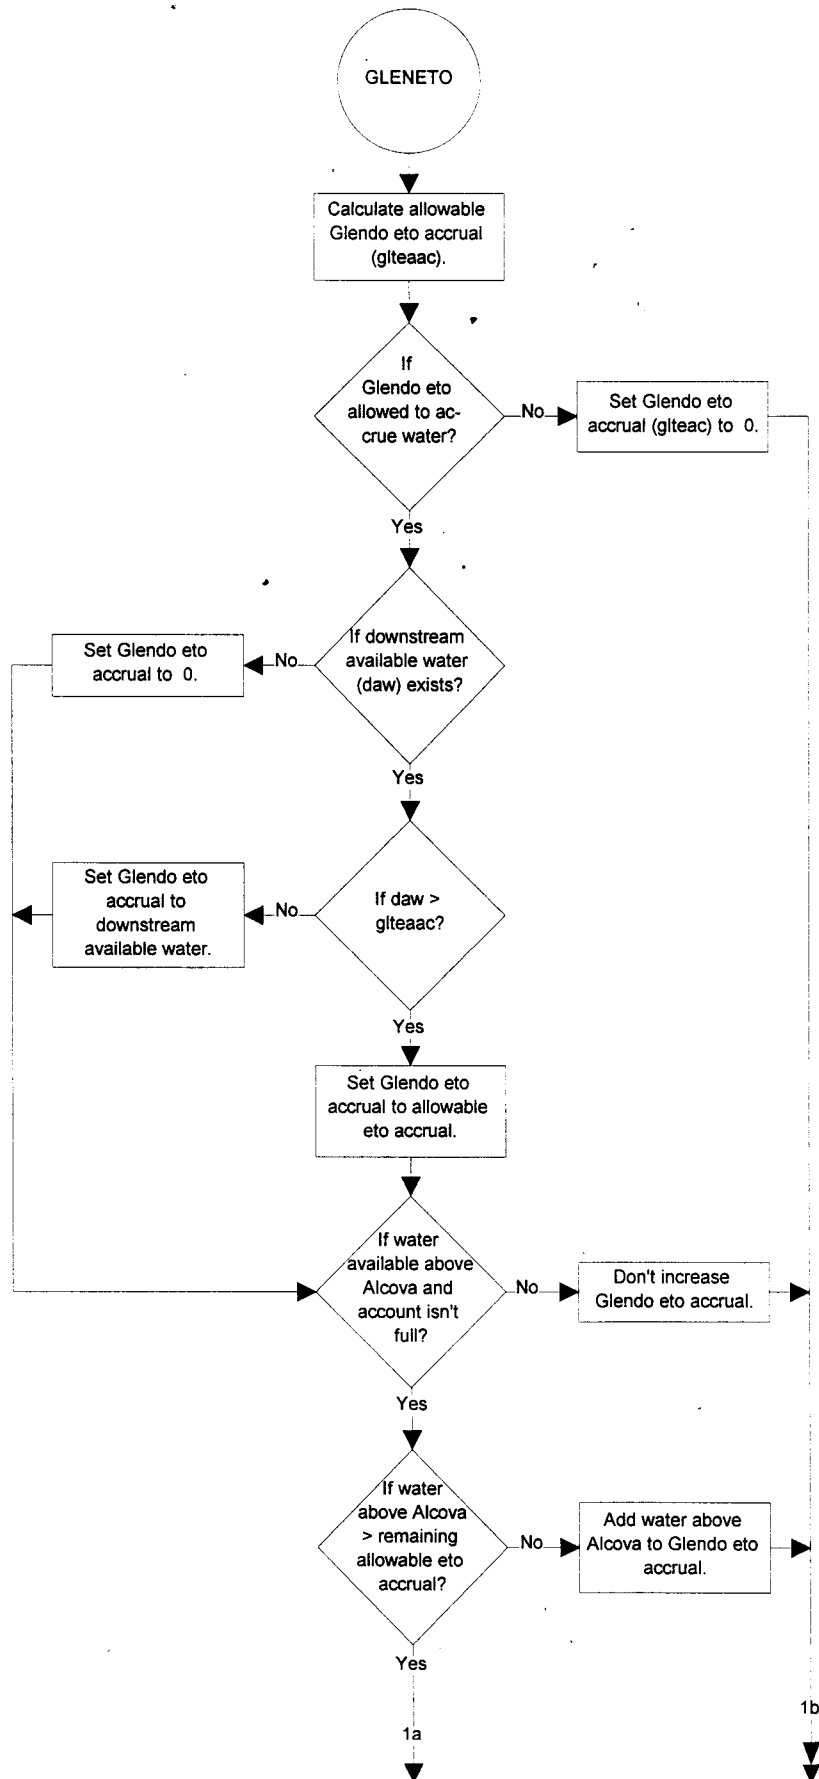 GLENETO
Calculate allowable
Glendo eto accrual
(glteaac).
If
Glendo eto
allowed to ac-
crue water?
No
Set Glendo eto
accrual (glteac) to 0.
Yes
If downstream
available water
(daw) exists?
No
Set Glendo eto
accrual to 0.
Yes
If daw >
glteaac?
No
Set Glendo eto
accrual to
downstream
available water.
Yes
Set Glendo eto
accrual to allowable
eto accrual.
If water
available above
Alcova and
account isn't
full?
No
Don't increase
Glendo eto accrual.
Yes
If water
above Alcova
> remaining
allowable eto
accrual?
No
Add water above
Alcova to Glendo eto
accrual.
Yes
1a
1b